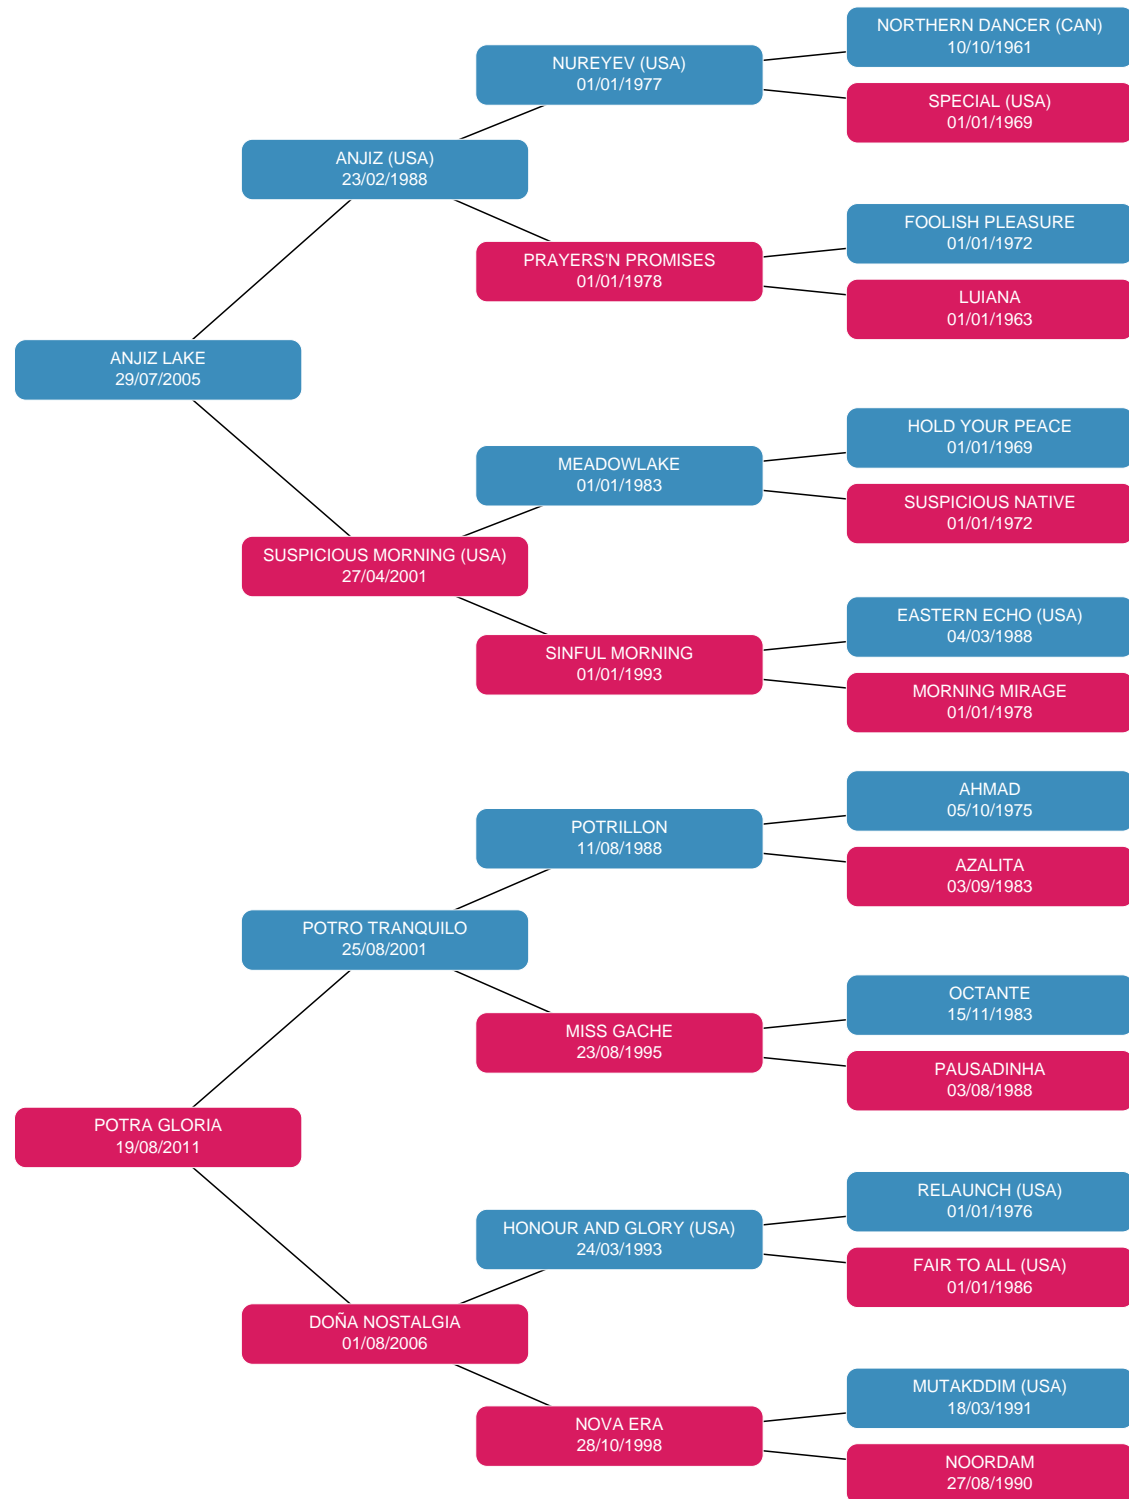 NORTHERN DANCER (CAN)
10/10/1961
NUREYEV (USA)
01/01/1977
SPECIAL (USA)
01/01/1969
ANJIZ (USA)
23/02/1988
FOOLISH PLEASURE
01/01/1972
PRAYERS'N PROMISES
01/01/1978
LUIANA
01/01/1963
ANJIZ LAKE
29/07/2005
HOLD YOUR PEACE
01/01/1969
MEADOWLAKE
01/01/1983
SUSPICIOUS NATIVE
01/01/1972
SUSPICIOUS MORNING (USA)
27/04/2001
EASTERN ECHO (USA)
04/03/1988
SINFUL MORNING
01/01/1993
MORNING MIRAGE
01/01/1978
AHMAD
05/10/1975
POTRILLON
11/08/1988
AZALITA
03/09/1983
POTRO TRANQUILO
25/08/2001
OCTANTE
15/11/1983
MISS GACHE
23/08/1995
PAUSADINHA
03/08/1988
POTRA GLORIA
19/08/2011
RELAUNCH (USA)
01/01/1976
HONOUR AND GLORY (USA)
24/03/1993
FAIR TO ALL (USA)
01/01/1986
DOÑA NOSTALGIA
01/08/2006
MUTAKDDIM (USA)
18/03/1991
NOVA ERA
28/10/1998
NOORDAM
27/08/1990